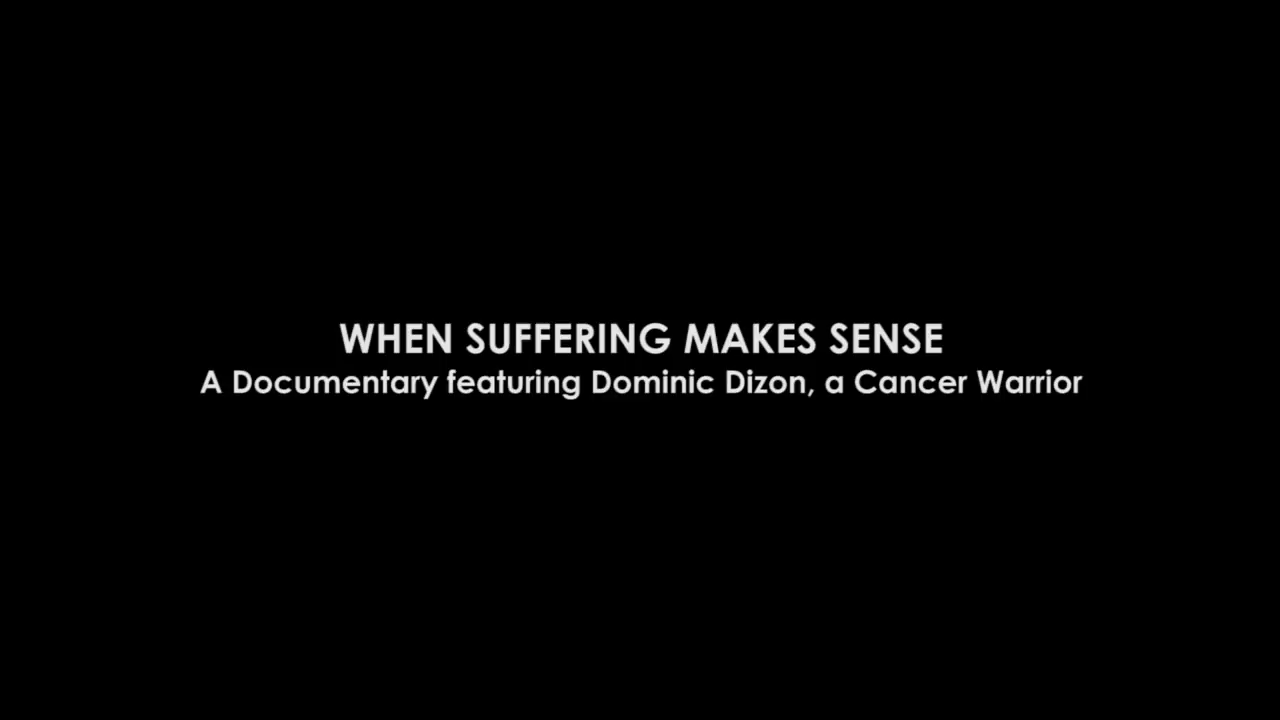 WHEN SUFFERING MAKES SENSE
A Documentary featuring Dominic Dizon, a Cancer Warrior